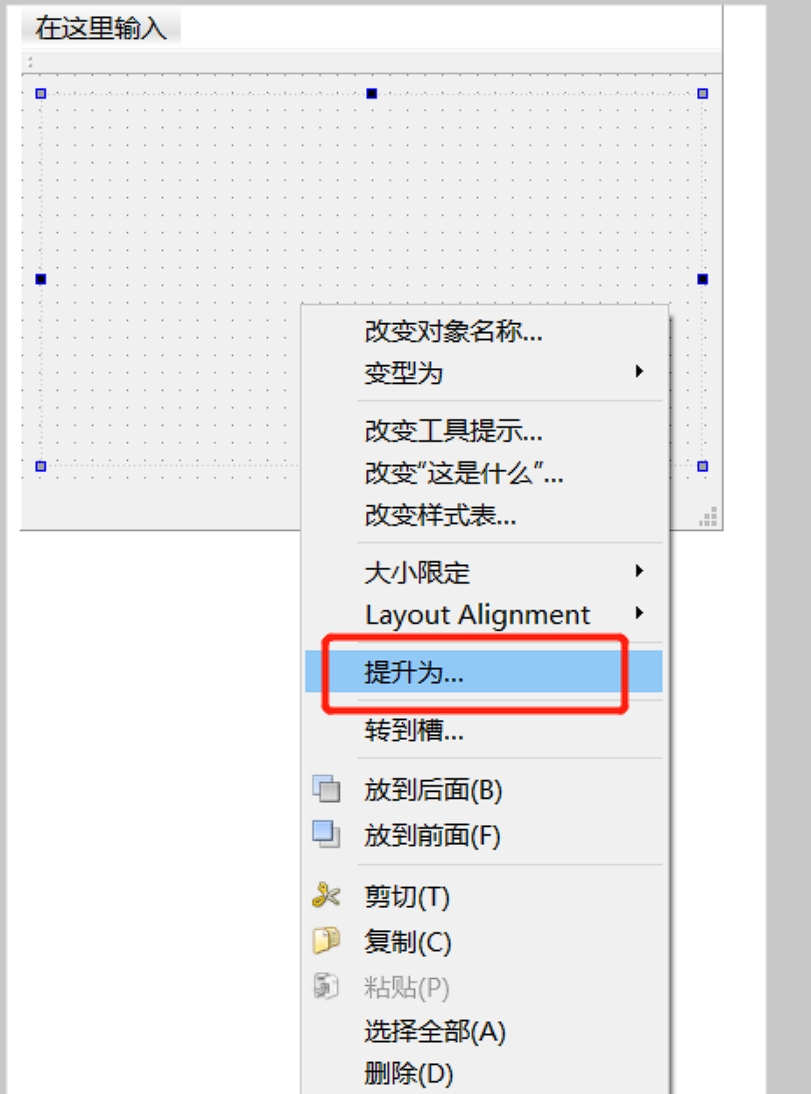 在这里输入
改变对象名称...
变型为
改变工具提示...
改变“这是什么”...
改变样式表...
大小限定
Layout Alignment
提升为...
转到槽...
放到后面(B)
放到前面(F)
剪切(T)
复制(C)
粘贴(P)
选择全部(A)
删除(D)